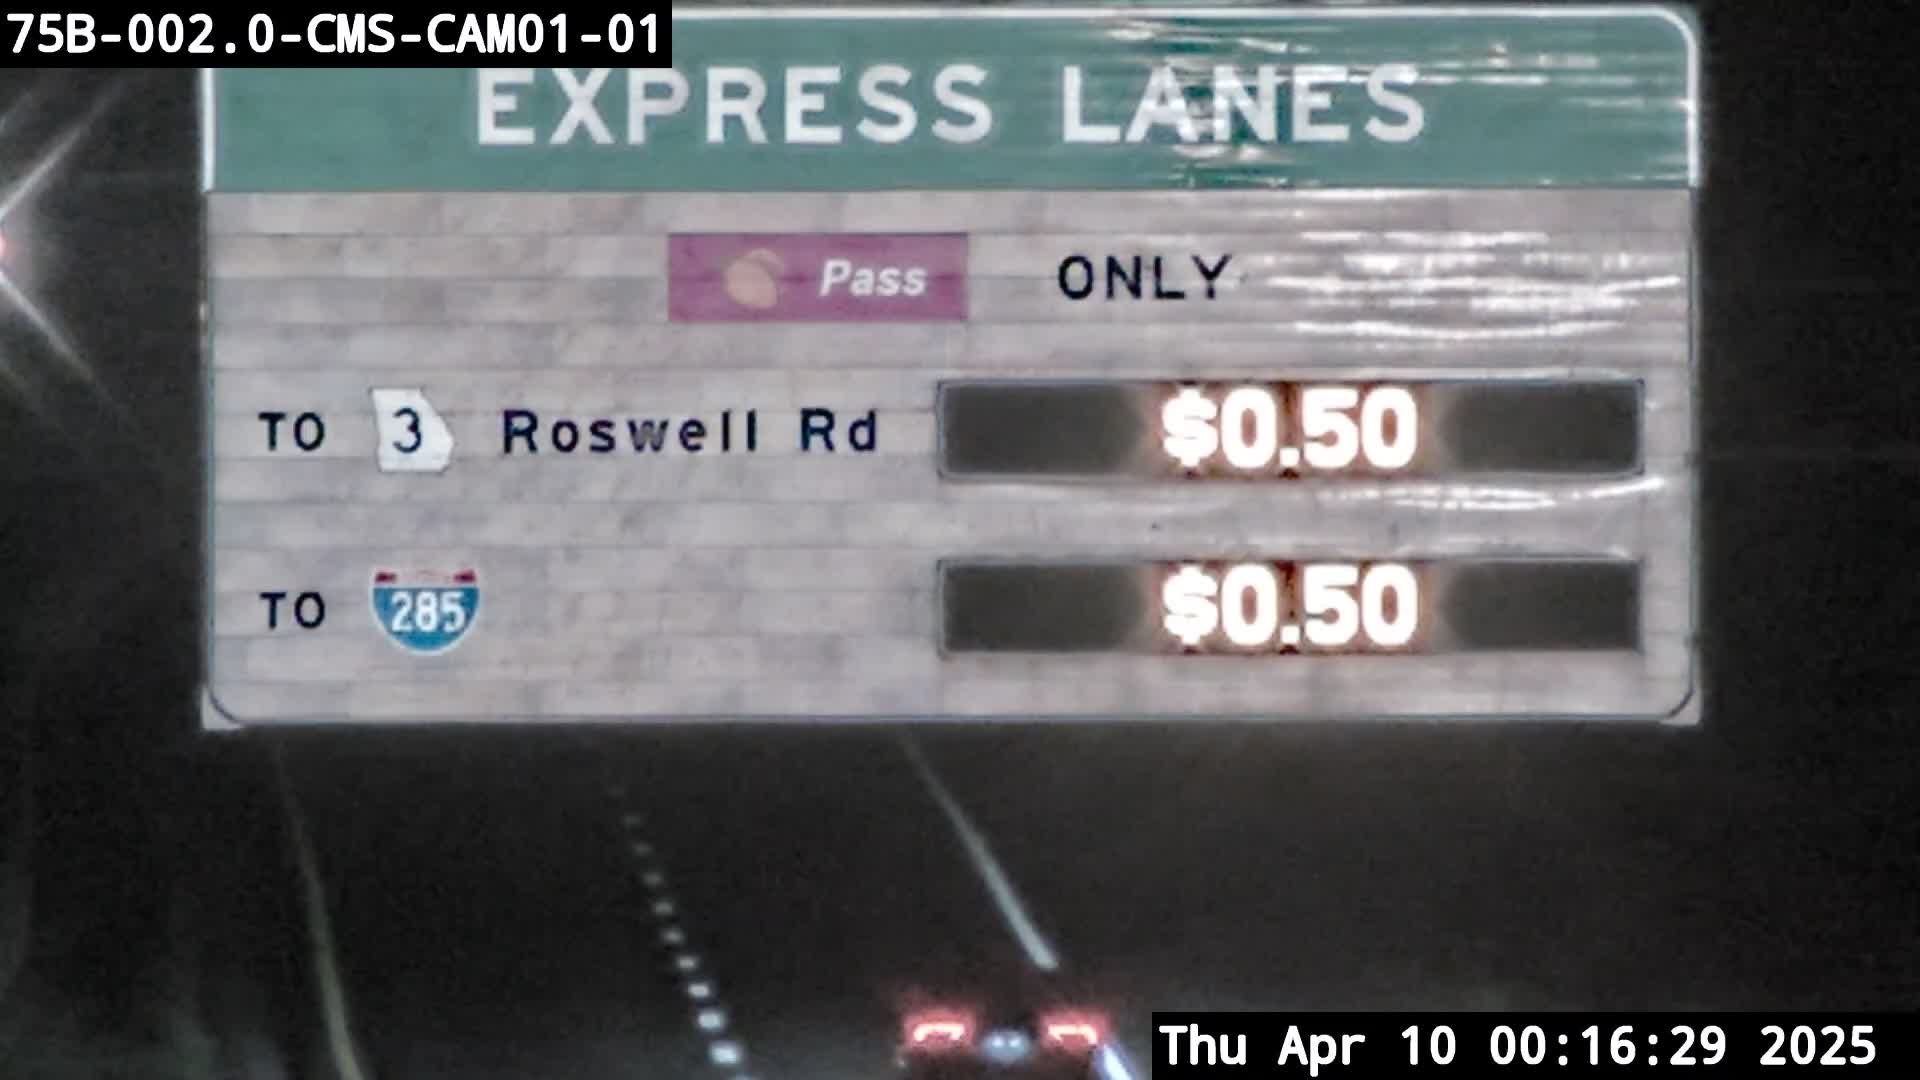 75B-002.0-CMS-CAM01-01
EXPRESS LANES
Pass ONLY
TO 3 Roswell Rd $0.50
TO 285 $0.50
Thu Apr 10 00:16:29 2025